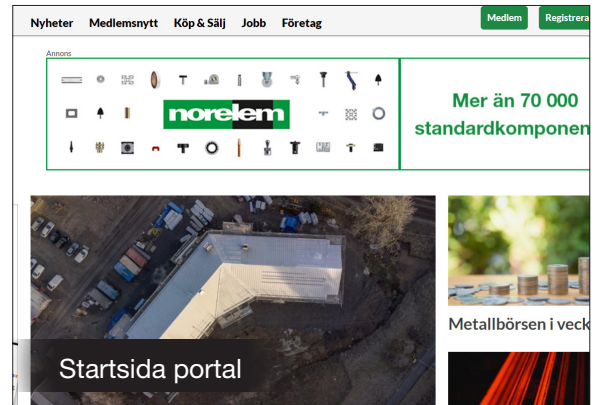 Nyheter Medlemsnytt Köp & Sälj Jobb Företag Medlem Registrera
Annons
norelem
Mer än 70 000
standardkomponen
Metallbörsen i veck
Startsida portal